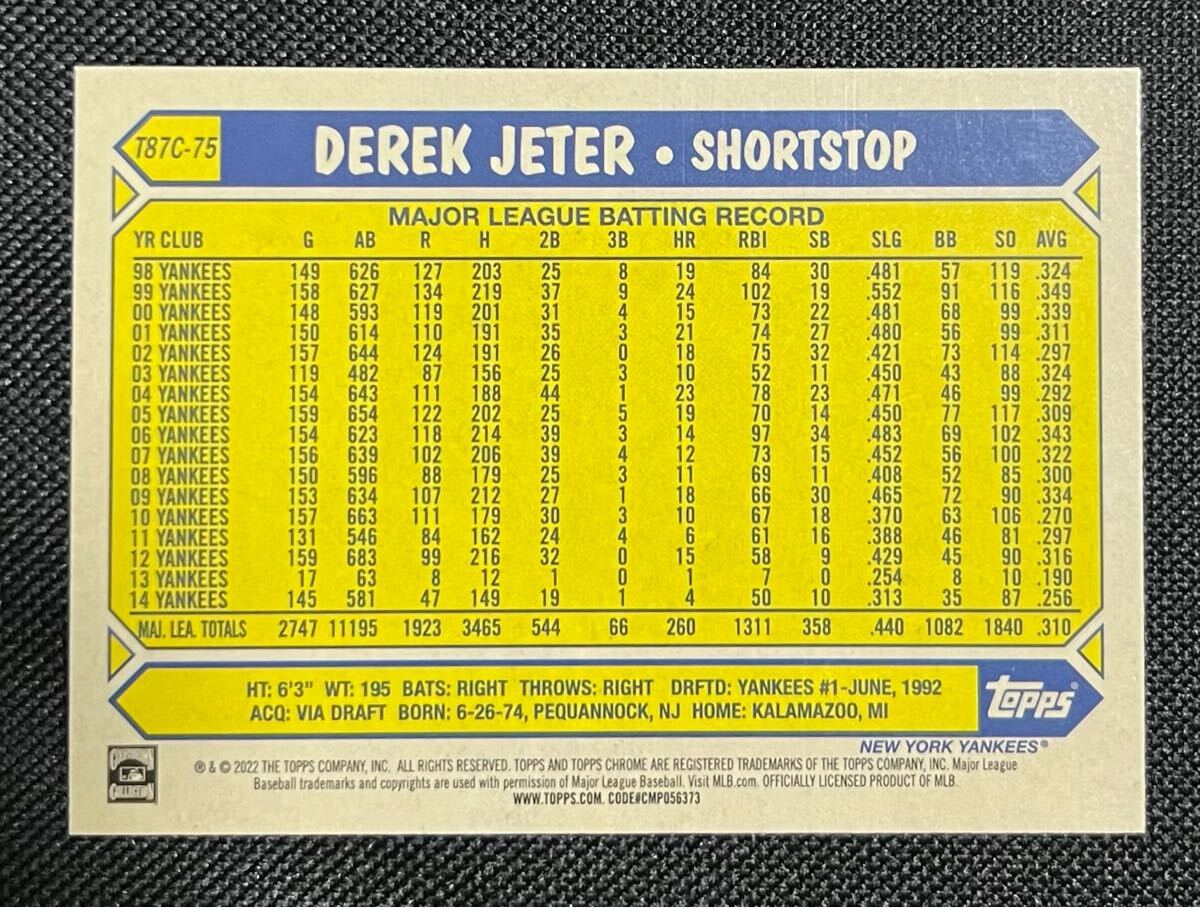 T87C-75
DEREK JETER • SHORTSTOP
MAJOR LEAGUE BATTING RECORD
YR CLUB G AB R H 2B 3B HR RBI SB SLG BB SO AVG
98 YANKEES 149 626 127 203 25 8 19 84 30 .481 57 119 .324
99 YANKEES 158 627 134 219 37 9 24 102 19 .552 91 116 .349
00 YANKEES 148 593 119 201 31 4 15 73 22 .481 68 99 .339
01 YANKEES 150 614 110 191 35 3 21 74 27 .480 56 99 .311
02 YANKEES 157 644 124 191 26 0 18 75 32 .421 73 114 .297
03 YANKEES 119 482 87 156 25 3 10 52 11 .450 43 88 .324
04 YANKEES 154 643 111 188 44 1 23 78 23 .471 46 99 .292
05 YANKEES 159 654 122 202 25 5 19 70 14 .450 77 117 .309
06 YANKEES 154 623 118 214 39 3 14 97 34 .483 69 102 .343
07 YANKEES 156 639 102 206 39 4 12 73 15 .452 56 100 .322
08 YANKEES 150 596 88 179 25 3 11 69 11 .408 52 85 .300
09 YANKEES 153 634 107 212 27 1 18 66 30 .465 72 90 .334
10 YANKEES 157 663 111 179 30 3 10 67 18 .370 63 106 .270
11 YANKEES 131 546 84 162 24 4 6 61 16 .388 46 81 .297
12 YANKEES 159 683 99 216 32 0 15 58 9 .429 45 90 .316
13 YANKEES 17 63 8 12 1 0 1 7 0 .254 8 10 .190
14 YANKEES 145 581 47 149 19 1 4 50 10 .313 35 87 .256
MAJ. LEA. TOTALS 2747 11195 1923 3465 544 66 260 1311 358 .440 1082 1840 .310
HT: 6'3" WT: 195 BATS: RIGHT THROWS: RIGHT DRFTD: YANKEES #1-JUNE, 1992
ACQ: VIA DRAFT BORN: 6-26-74, PEQUANNOCK, NJ HOME: KALAMAZOO, MI
topps®
NEW YORK YANKEES®
® & © 2022 THE TOPPS COMPANY, INC. ALL RIGHTS RESERVED. TOPPS AND TOPPS CHROME ARE REGISTERED TRADEMARKS OF THE TOPPS COMPANY, INC. Major League
Baseball trademarks and copyrights are used with permission of Major League Baseball. Visit MLB.com. OFFICIALLY LICENSED PRODUCT OF MLB.
WWW.TOPPS.COM. CODE#CMP056373
COLLECTION